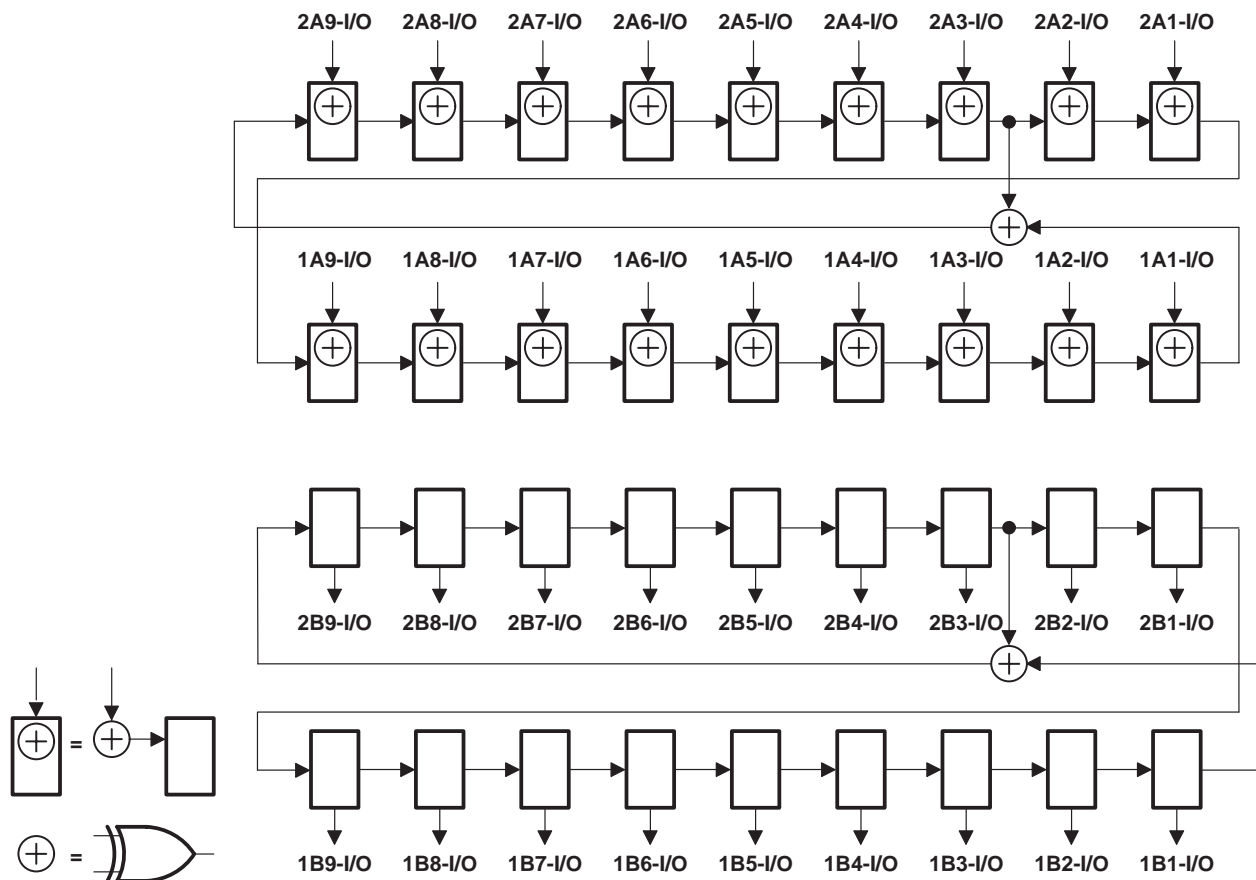 2A9-I/O 2A8-I/O 2A7-I/O 2A6-I/O 2A5-I/O 2A4-I/O 2A3-I/O 2A2-I/O 2A1-I/O
1A9-I/O 1A8-I/O 1A7-I/O 1A6-I/O 1A5-I/O 1A4-I/O 1A3-I/O 1A2-I/O 1A1-I/O
2B9-I/O 2B8-I/O 2B7-I/O 2B6-I/O 2B5-I/O 2B4-I/O 2B3-I/O 2B2-I/O 2B1-I/O
=
=
1B9-I/O 1B8-I/O 1B7-I/O 1B6-I/O 1B5-I/O 1B4-I/O 1B3-I/O 1B2-I/O 1B1-I/O